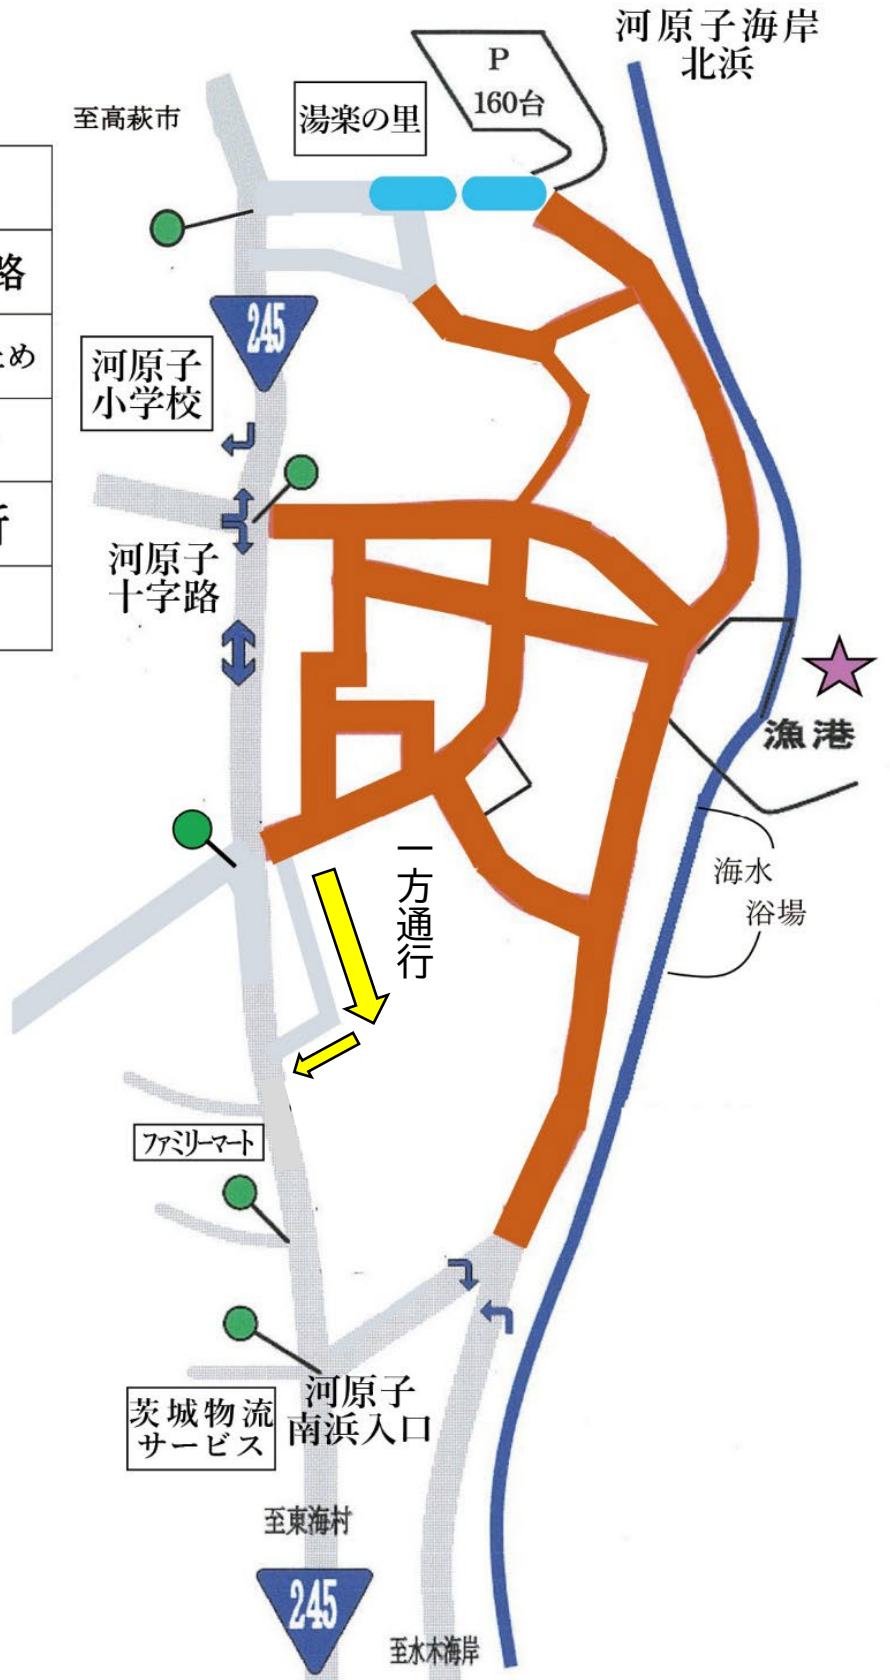 河原子海岸
北浜
P
160台
湯楽の里
至高萩市
路
ため
所
245
河原子
小学校
河原子
十字路
漁港
一方通行
海水
浴場
ファミリーマート
河原子
南浜入口
茨城物流
サービス
至東海村
245
至水木海岸